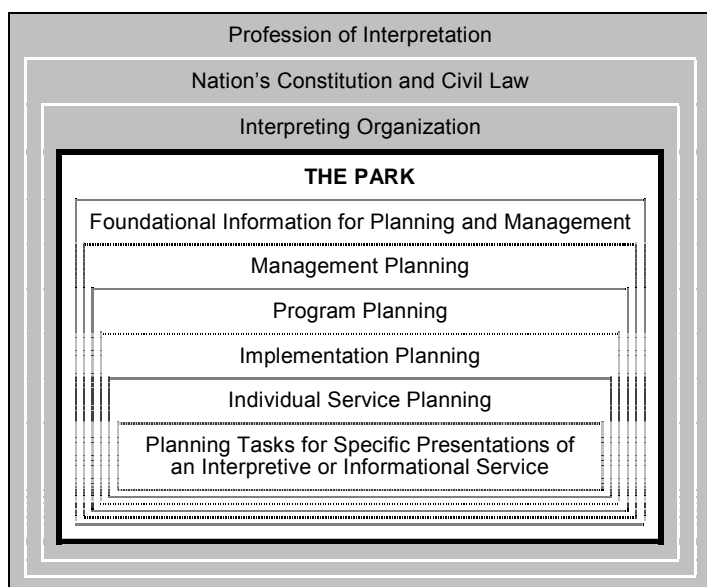 Profession of Interpretation
Nation’s Constitution and Civil Law
Interpreting Organization
THE PARK
Foundational Information for Planning and Management
Management Planning
Program Planning
Implementation Planning
Individual Service Planning
Planning Tasks for Specific Presentations of
an Interpretive or Informational Service